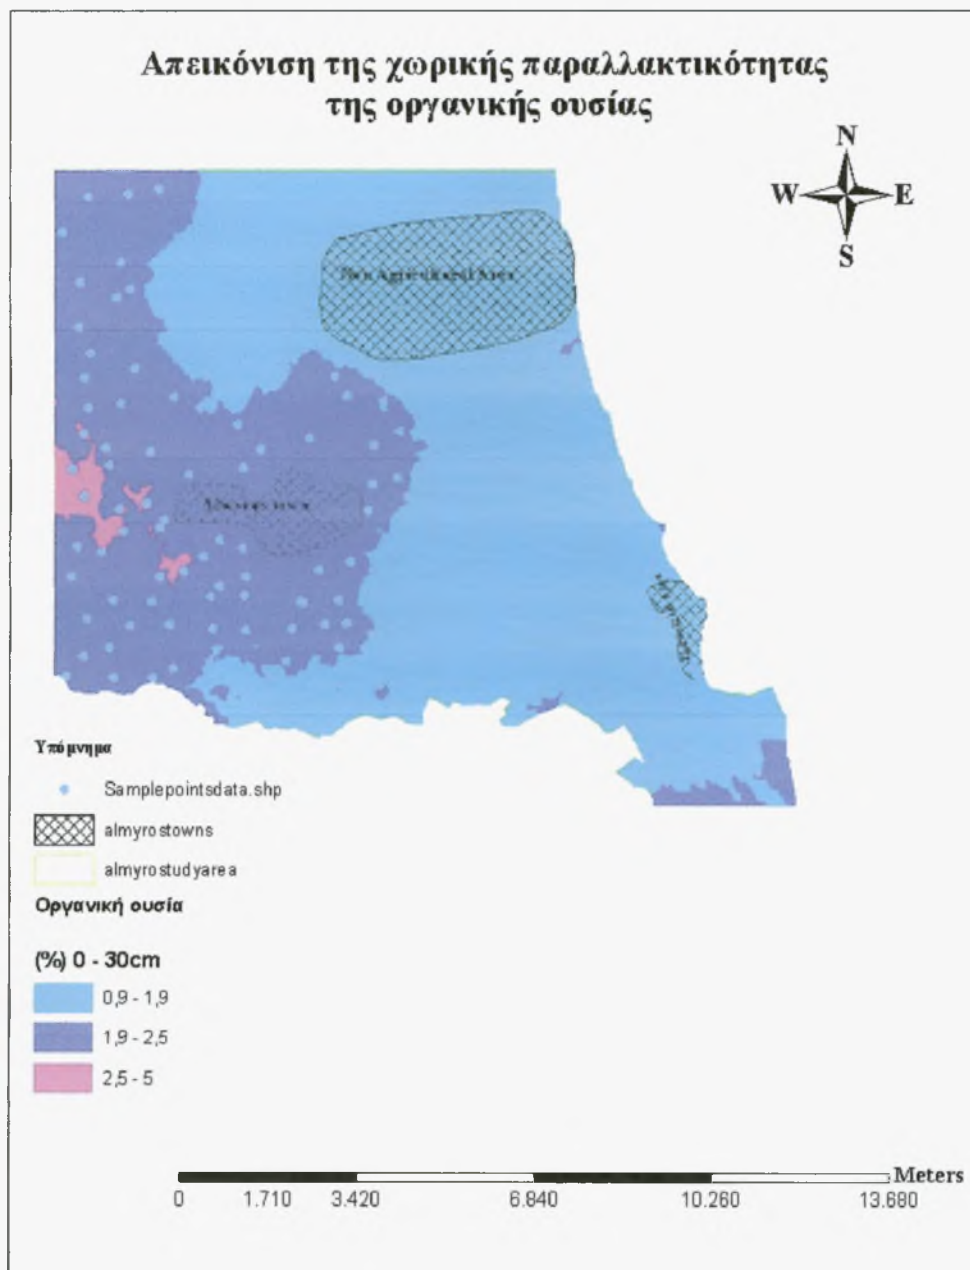 Απεικόνιση της χωρικής παραλλακτικότητας
της οργανικής ουσίας
N
W E
S
Υπόμνημα
Samplepointsdata.shp
almyrostowns
almyrostudyarea
Οργανική ουσία
(%) 0 - 30cm
0,9 - 1,9
1,9 - 2,5
2,5 - 5
Meters
0 1.710 3.420 6.840 10.260 13.680